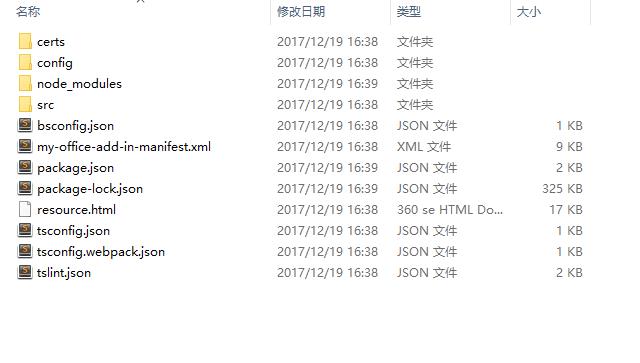 名称 修改日期 类型 大小
certs 2017/12/19 16:38 文件夹
config 2017/12/19 16:38 文件夹
node_modules 2017/12/19 16:39 文件夹
src 2017/12/19 16:38 文件夹
bsconfig.json 2017/12/19 16:38 JSON 文件 1 KB
my-office-add-in-manifest.xml 2017/12/19 16:38 XML 文件 9 KB
package.json 2017/12/19 16:39 JSON 文件 2 KB
package-lock.json 2017/12/19 16:39 JSON 文件 325 KB
resource.html 2017/12/19 16:38 360 se HTML Do... 17 KB
tsconfig.json 2017/12/19 16:38 JSON 文件 1 KB
tsconfig.webpack.json 2017/12/19 16:38 JSON 文件 1 KB
tslint.json 2017/12/19 16:38 JSON 文件 2 KB